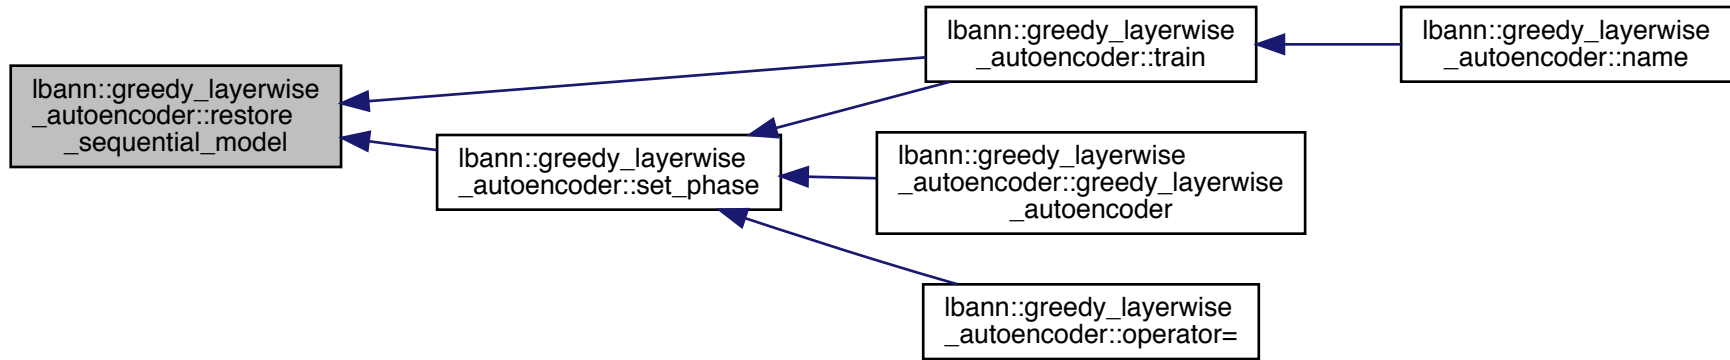 lbann::greedy_layerwise
_autoencoder::restore
_sequential_model
lbann::greedy_layerwise
_autoencoder::set_phase
lbann::greedy_layerwise
_autoencoder::train
lbann::greedy_layerwise
_autoencoder::name
lbann::greedy_layerwise
_autoencoder::greedy_layerwise
_autoencoder
lbann::greedy_layerwise
_autoencoder::operator=